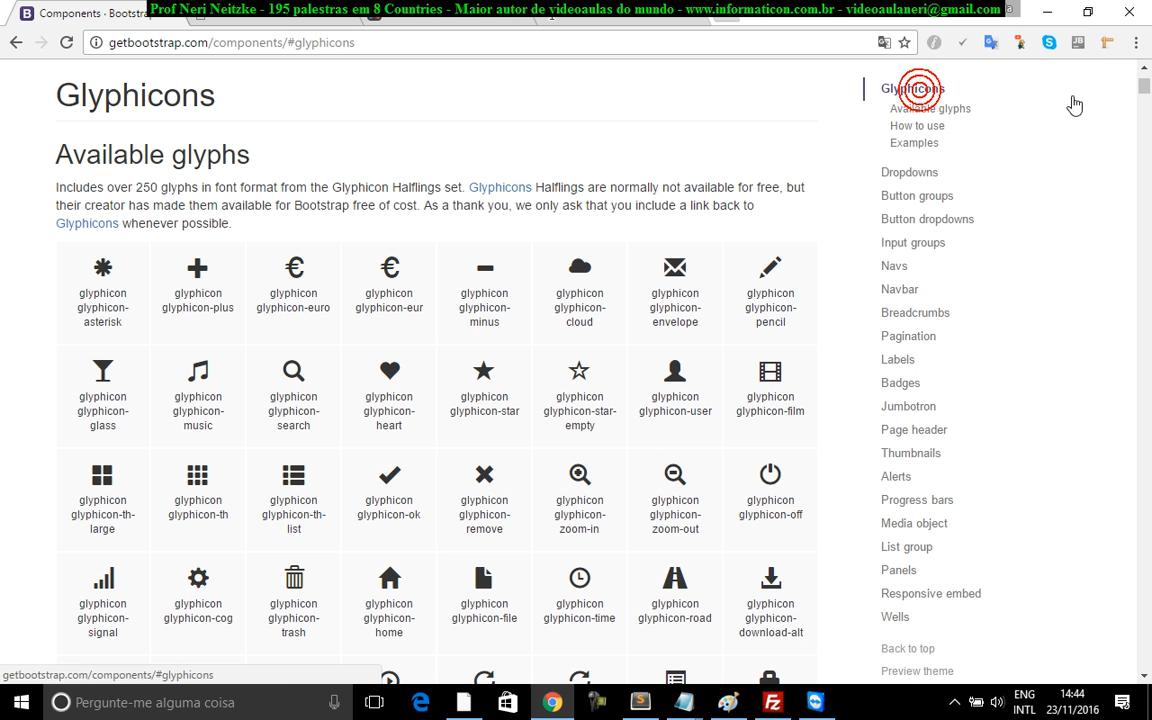 Components · Bootstrap
Prof Neri Neitzke - 195 palestras em 8 Countries - Maior autor de videoaulas do mundo - www.informaticon.com.br - videoaulaneri@gmail.com
getbootstrap.com/components/#glyphicons
Glyphicons
Available glyphs
Includes over 250 glyphs in font format from the Glyphicon Halflings set. Glyphicons Halflings are normally not available for free, but
their creator has made them available for Bootstrap free of cost. As a thank you, we only ask that you include a link back to
Glyphicons whenever possible.
glyphicon glyphicon-asterisk
glyphicon glyphicon-plus
glyphicon glyphicon-euro
glyphicon glyphicon-eur
glyphicon glyphicon-minus
glyphicon glyphicon-cloud
glyphicon glyphicon-envelope
glyphicon glyphicon-pencil
glyphicon glyphicon-glass
glyphicon glyphicon-music
glyphicon glyphicon-search
glyphicon glyphicon-heart
glyphicon glyphicon-star
glyphicon glyphicon-star-empty
glyphicon glyphicon-user
glyphicon glyphicon-film
glyphicon glyphicon-th-large
glyphicon glyphicon-th
glyphicon glyphicon-th-list
glyphicon glyphicon-ok
glyphicon glyphicon-remove
glyphicon glyphicon-zoom-in
glyphicon glyphicon-zoom-out
glyphicon glyphicon-off
glyphicon glyphicon-signal
glyphicon glyphicon-cog
glyphicon glyphicon-trash
glyphicon glyphicon-home
glyphicon glyphicon-file
glyphicon glyphicon-time
glyphicon glyphicon-road
glyphicon glyphicon-download-alt
Glyphicons
Available glyphs
How to use
Examples
Dropdowns
Button groups
Button dropdowns
Input groups
Navs
Navbar
Breadcrumbs
Pagination
Labels
Badges
Jumbotron
Page header
Thumbnails
Alerts
Progress bars
Media object
List group
Panels
Responsive embed
Wells
Back to top
Preview theme
getbootstrap.com/components/#glyphicons
Pergunte-me alguma coisa
ENG
INTL
14:44
23/11/2016